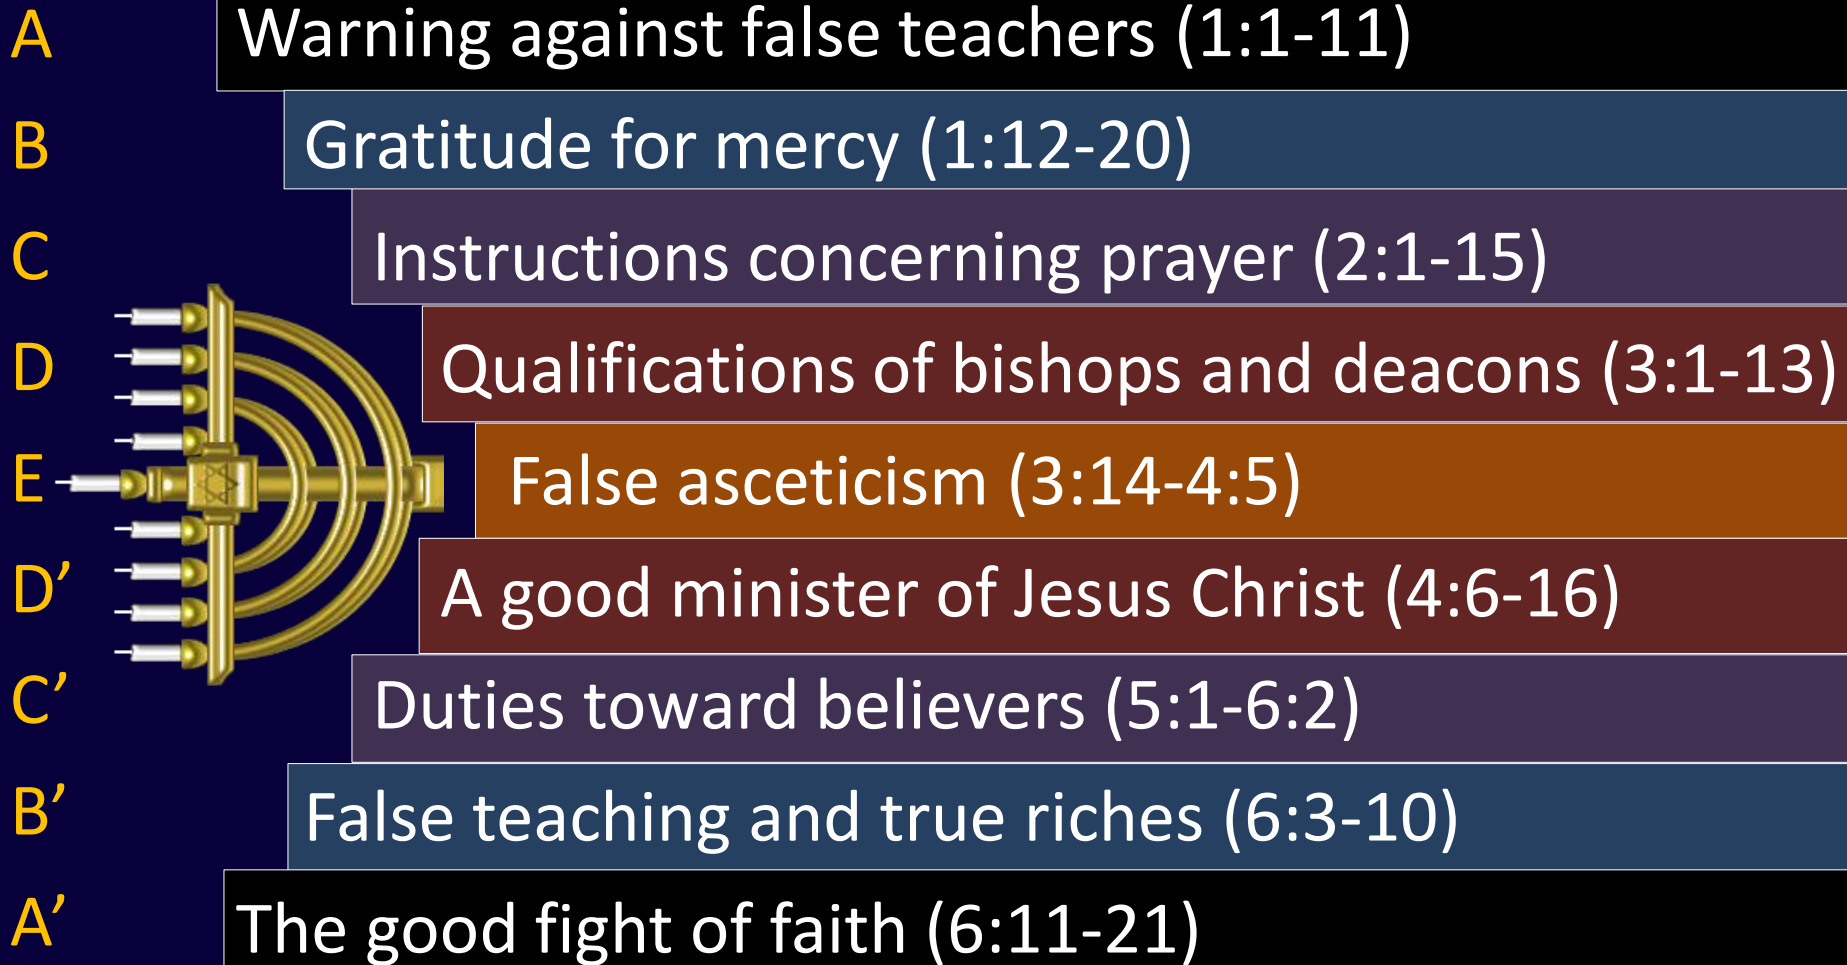 A Warning against false teachers (1:1-11)
B Gratitude for mercy (1:12-20)
C Instructions concerning prayer (2:1-15)
D Qualifications of bishops and deacons (3:1-13)
E False asceticism (3:14-4:5)
D’ A good minister of Jesus Christ (4:6-16)
C’ Duties toward believers (5:1-6:2)
B’ False teaching and true riches (6:3-10)
A’ The good fight of faith (6:11-21)